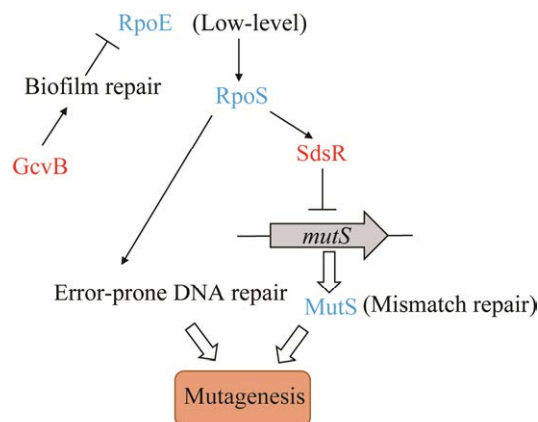 RpoE (Low-level)
Biofilm repair
RpoS
GcvB
SdsR
mutS
Error-prone DNA repair
MutS (Mismatch repair)
Mutagenesis